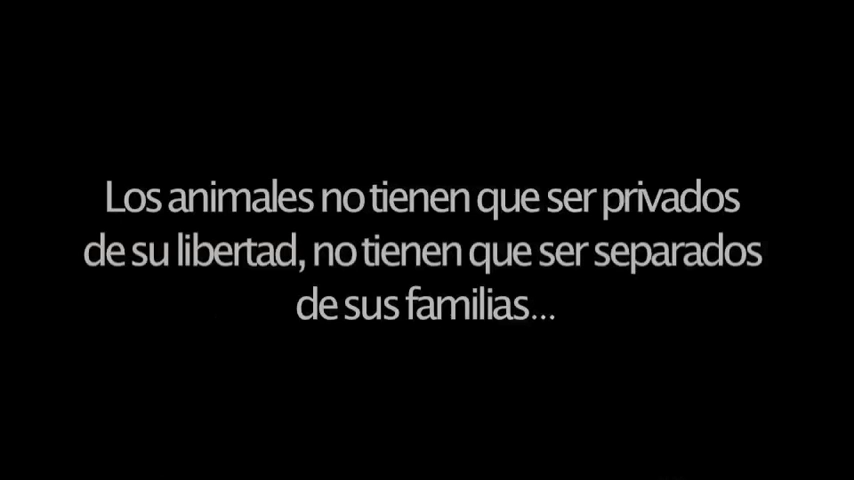 Los animales no tienen que ser privados
de su libertad, no tienen que ser separados
de sus familias...